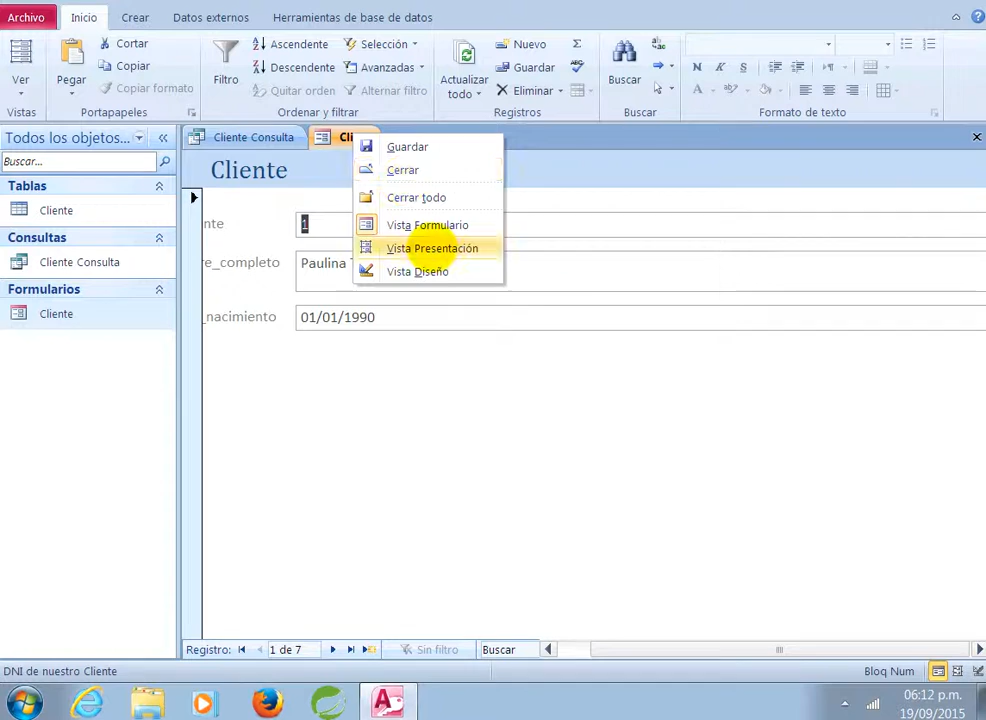 Archivo Inicio Crear Datos externos Herramientas de base de datos
Ver
Vistas
Pegar
Cortar
Copiar
Copiar formato
Portapapeles
Filtro
Ascendente
Descendente
Quitar orden
Selección
Avanzadas
Alternar filtro
Ordenar y filtrar
Actualizar
todo
Nuevo
Guardar
Eliminar
Registros
Buscar
Buscar
N K S
A
Formato de texto
Todos los objetos...
Buscar...
Tablas
Cliente
Consultas
Cliente Consulta
Formularios
Cliente
Cliente Consulta
Cli
Cliente
nte 1
e_completo Paulina
_nacimiento 01/01/1990
Guardar
Cerrar
Cerrar todo
Vista Formulario
Vista Presentación
Vista Diseño
Registro: 1 de 7 Sin filtro Buscar
DNI de nuestro Cliente Bloq Num
06:12 p.m.
19/09/2015